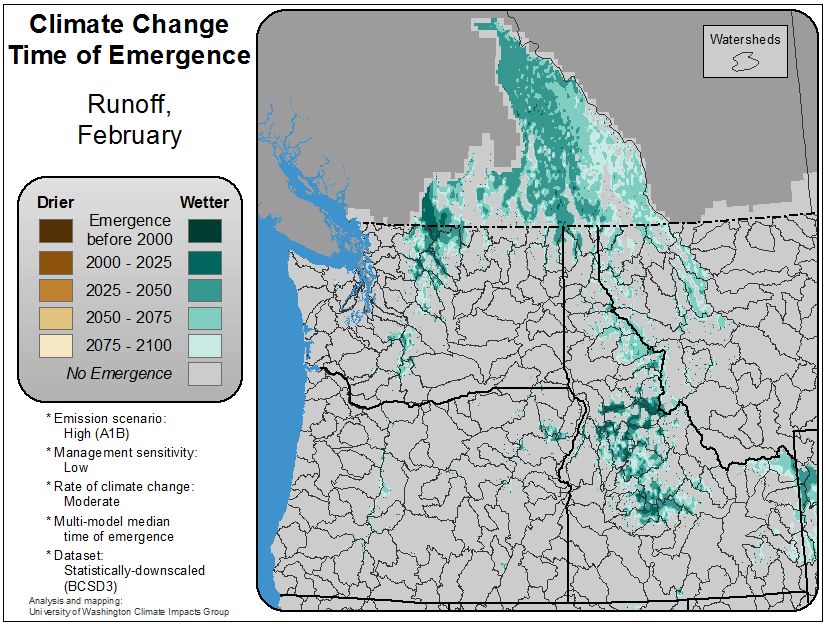 Climate Change
Time of Emergence
Runoff,
February
Drier
Wetter
Emergence
before 2000
2000 - 2025
2025 - 2050
2050 - 2075
2075 - 2100
No Emergence
* Emission scenario:
High (A1B)
* Management sensitivity:
Low
* Rate of climate change:
Moderate
* Multi-model median
time of emergence
* Dataset:
Statistically-downscaled
(BCSD3)
Analysis and mapping:
University of Washington Climate Impacts Group
Watersheds